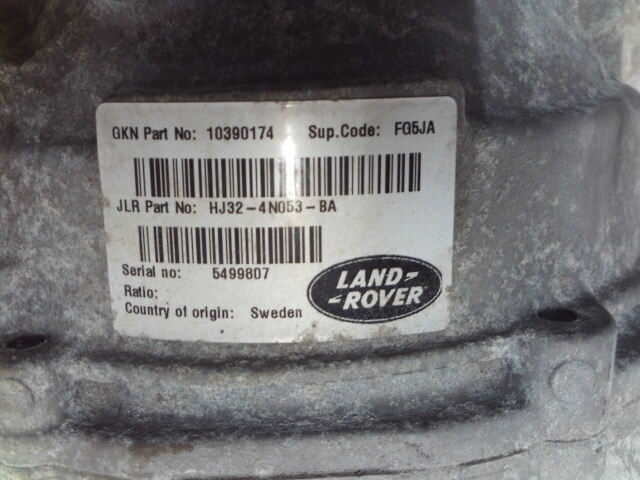 GKN Part No: 10390174 Sup.Code: FG5JA
JLR Part No: HJ32-4N053-BA
Serial no: 5499807
Ratio:
Country of origin: Sweden
LAND-
-ROVER